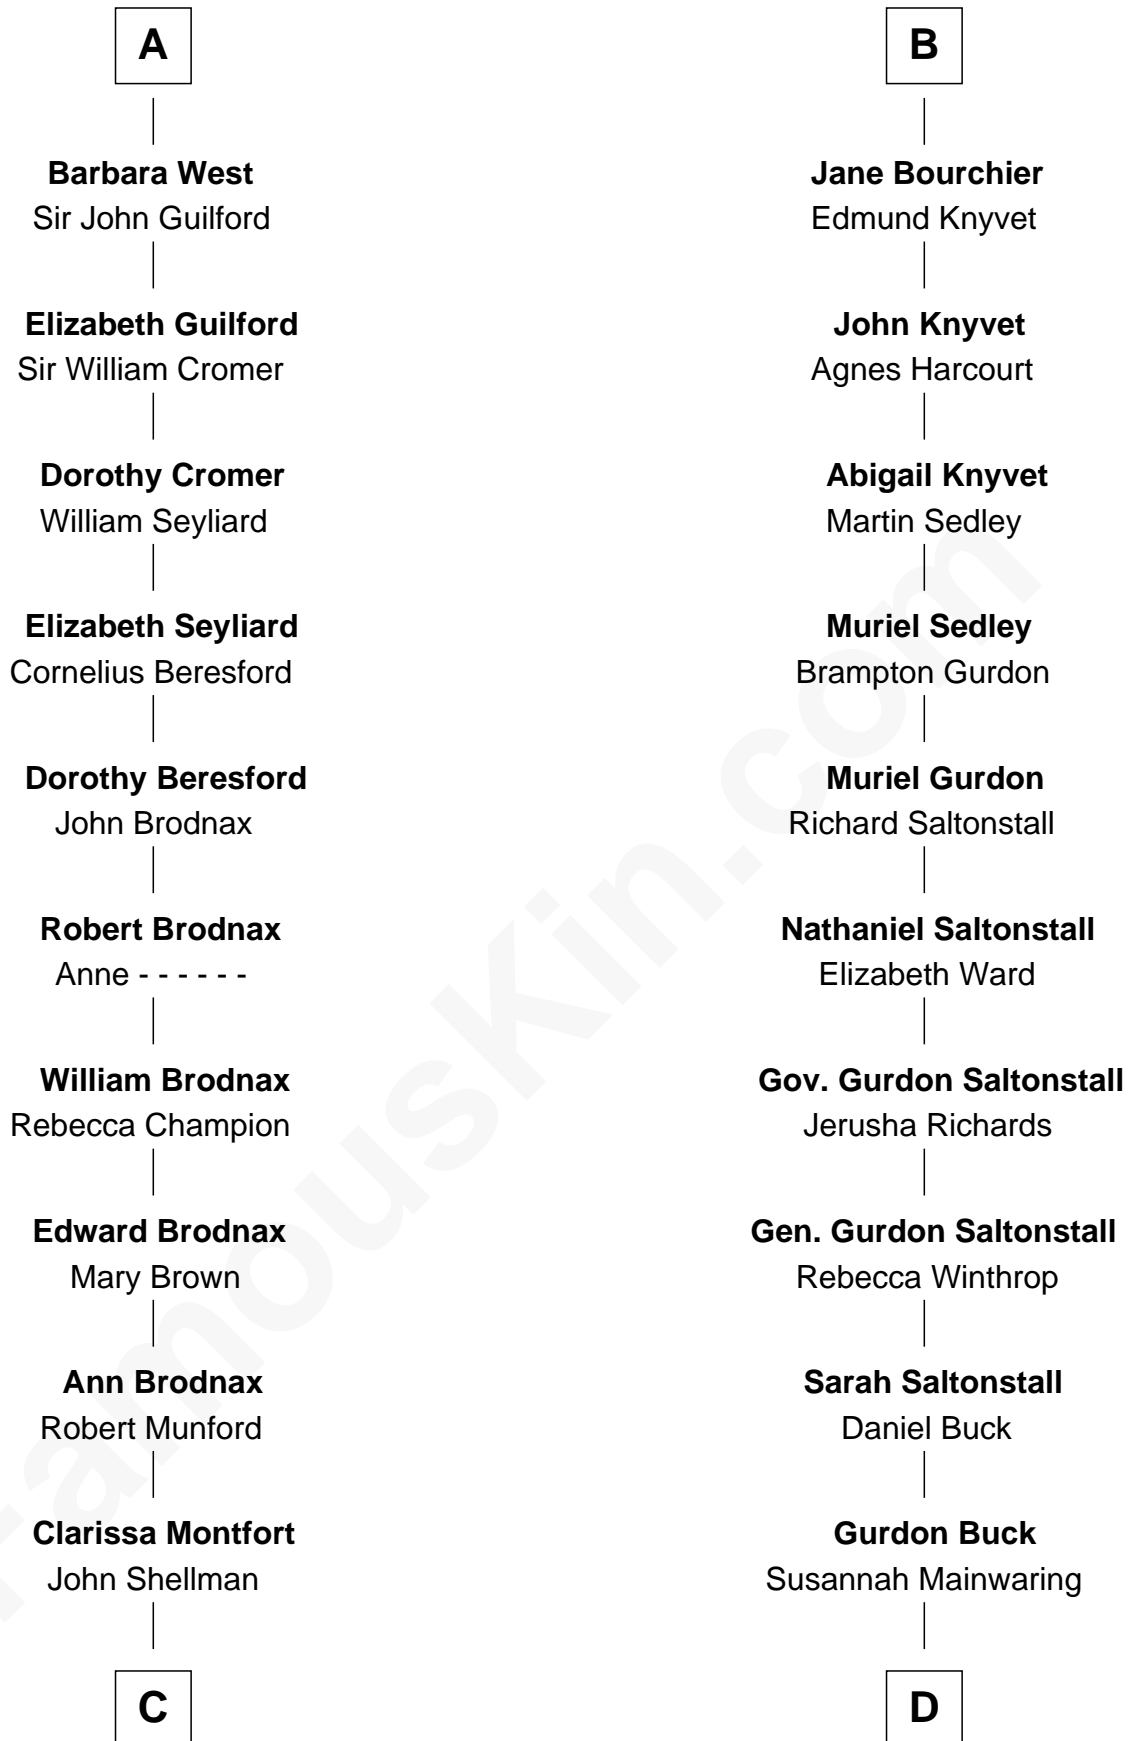 A
Barbara West
Sir John Guilford
Elizabeth Guilford
Sir William Cromer
Dorothy Cromer
William Seyliard
Elizabeth Seyliard
Cornelius Beresford
Dorothy Beresford
John Brodnax
Robert Brodnax
Anne - - - - - -
William Brodnax
Rebecca Champion
Edward Brodnax
Mary Brown
Ann Brodnax
Robert Munford
Clarissa Montfort
John Shellman
C
B
Jane Bourchier
Edmund Knyvet
John Knyvet
Agnes Harcourt
Abigail Knyvet
Martin Sedley
Muriel Sedley
Brampton Gurdon
Muriel Gurdon
Richard Saltonstall
Nathaniel Saltonstall
Elizabeth Ward
Gov. Gurdon Saltonstall
Jerusha Richards
Gen. Gurdon Saltonstall
Rebecca Winthrop
Sarah Saltonstall
Daniel Buck
Gurdon Buck
Susannah Mainwaring
D
FamousKin.com